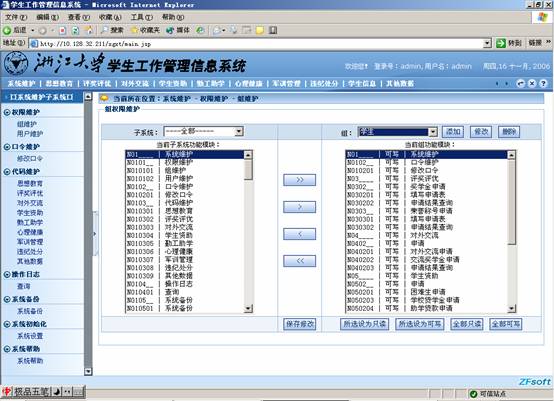 学生工作管理信息系统 - Microsoft Internet Explorer
文件(F) 编辑(E) 查看(V) 收藏(A) 工具(T) 帮助(H)
后退 搜索 收藏夹 媒体
地址(D) http://10.128.32.211/xgxt/main.jsp 转到 链接 »
浙江大学学生工作管理信息系统
欢迎您! 登录号: admin, 用户名: admin 周四,16 十一月, 2006
系统维护 | 思想教育 | 评奖评优 | 对外交流 | 学生资助 | 勤工助学 | 心理健康 | 军训管理 | 违纪处分 | 学生信息 | 其他数据
系统维护子系统
权限维护
组维护
用户维护
口令维护
修改口令
代码维护
思想教育
评奖评优
对外交流
学生资助
勤工助学
心理健康
军训管理
违纪处分
其他数据
操作日志
查询
系统备份
系统备份
系统初始化
系统设置
系统帮助
系统帮助
当前所在位置: 系统维护 - 权限维护 - 组维护
组权限维护
子系统: ----全部-----
当前子系统功能模块:
N01____ | 系统维护
N0101__ | 权限维护
N010101 | 组维护
N010102 | 用户维护
N0102__ | 口令维护
N010201 | 修改口令
N0103__ | 代码维护
N010301 | 思想教育
N010302 | 评奖评优
N010303 | 对外交流
N010304 | 学生资助
N010305 | 勤工助学
N010306 | 心理健康
N010307 | 军训管理
N010308 | 违纪处分
N010309 | 其他数据
N0104__ | 操作日志
N010401 | 查询
N0105__ | 系统备份
N010501 | 系统备份
>>
>
<
<<
组: 学生 添加 修改 删除
当前组功能模块:
N01____ | 可写 | 系统维护
N0102__ | 可写 | 口令维护
N010201 | 可写 | 修改口令
N03____ | 可写 | 评奖评优
N0302__ | 可写 | 奖学金申请
N030201 | 可写 | 填写申请表
N030202 | 可写 | 申请结果查询
N0303__ | 可写 | 荣誉称号申请
N030301 | 可写 | 填写申请表
N030302 | 可写 | 申请结果查询
N04____ | 可写 | 对外交流
N0402__ | 可写 | 申请
N040201 | 可写 | 对外交流申请
N040202 | 可写 | 交流奖学金申请
N040203 | 可写 | 申请结果查询
N05____ | 可写 | 学生资助
N0502__ | 可写 | 申请
N050201 | 可写 | 困难生申请
N050203 | 可写 | 学校贷学金申请
N050204 | 可写 | 助学贷款申请
保存修改 所选设为只读 所选设为可写 全部只读 全部可写
ZFsoft
极品五笔
可信站点